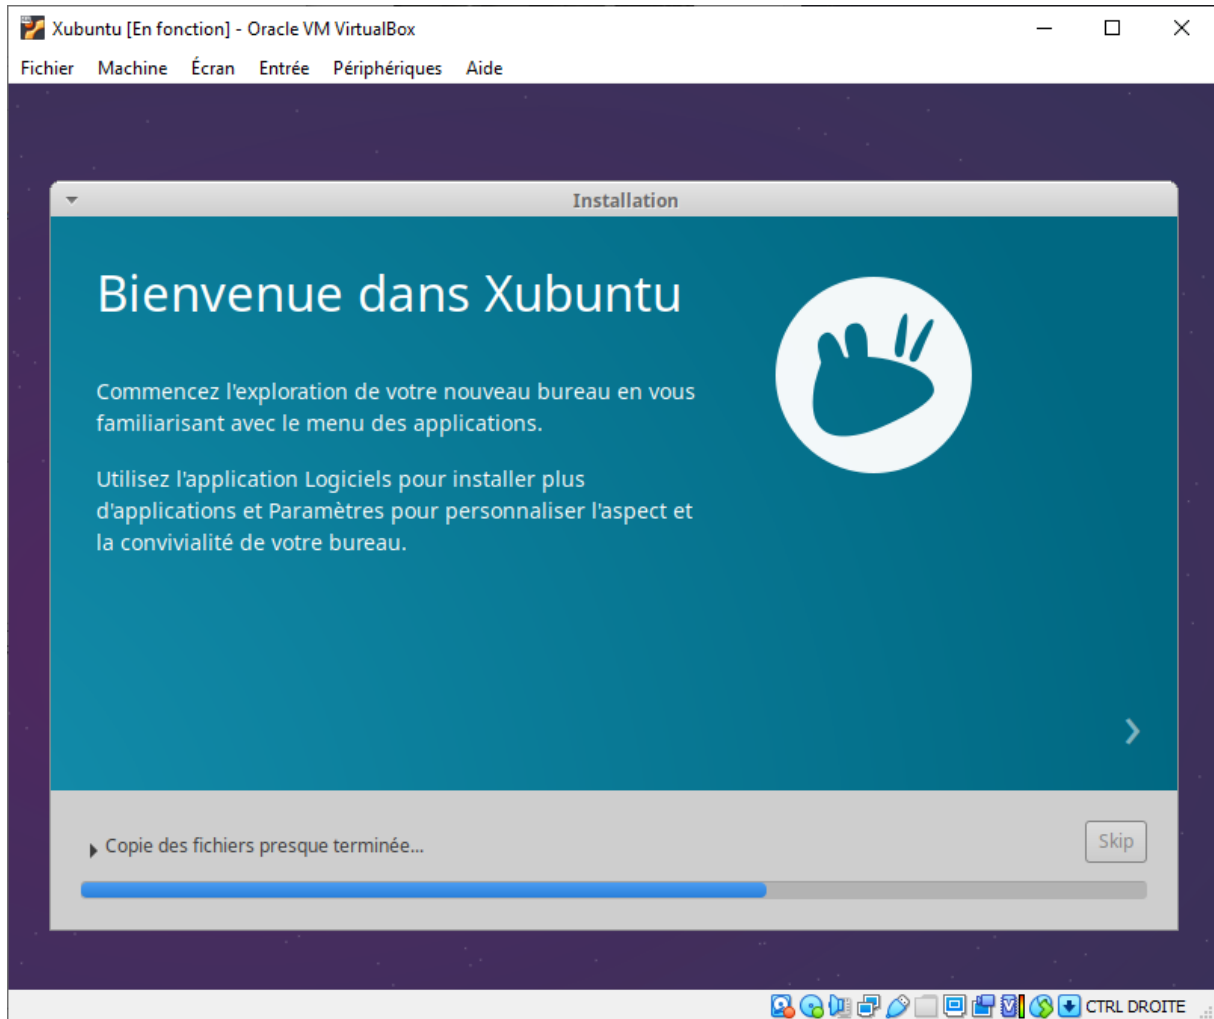 Xubuntu [En fonction] - Oracle VM VirtualBox
Fichier Machine Écran Entrée Périphériques Aide
Installation
Bienvenue dans Xubuntu
Commencez l'exploration de votre nouveau bureau en vous
familiarisant avec le menu des applications.
Utilisez l'application Logiciels pour installer plus
d'applications et Paramètres pour personnaliser l'aspect et
la convivialité de votre bureau.
Copie des fichiers presque terminée...
Skip
CTRL DROITE